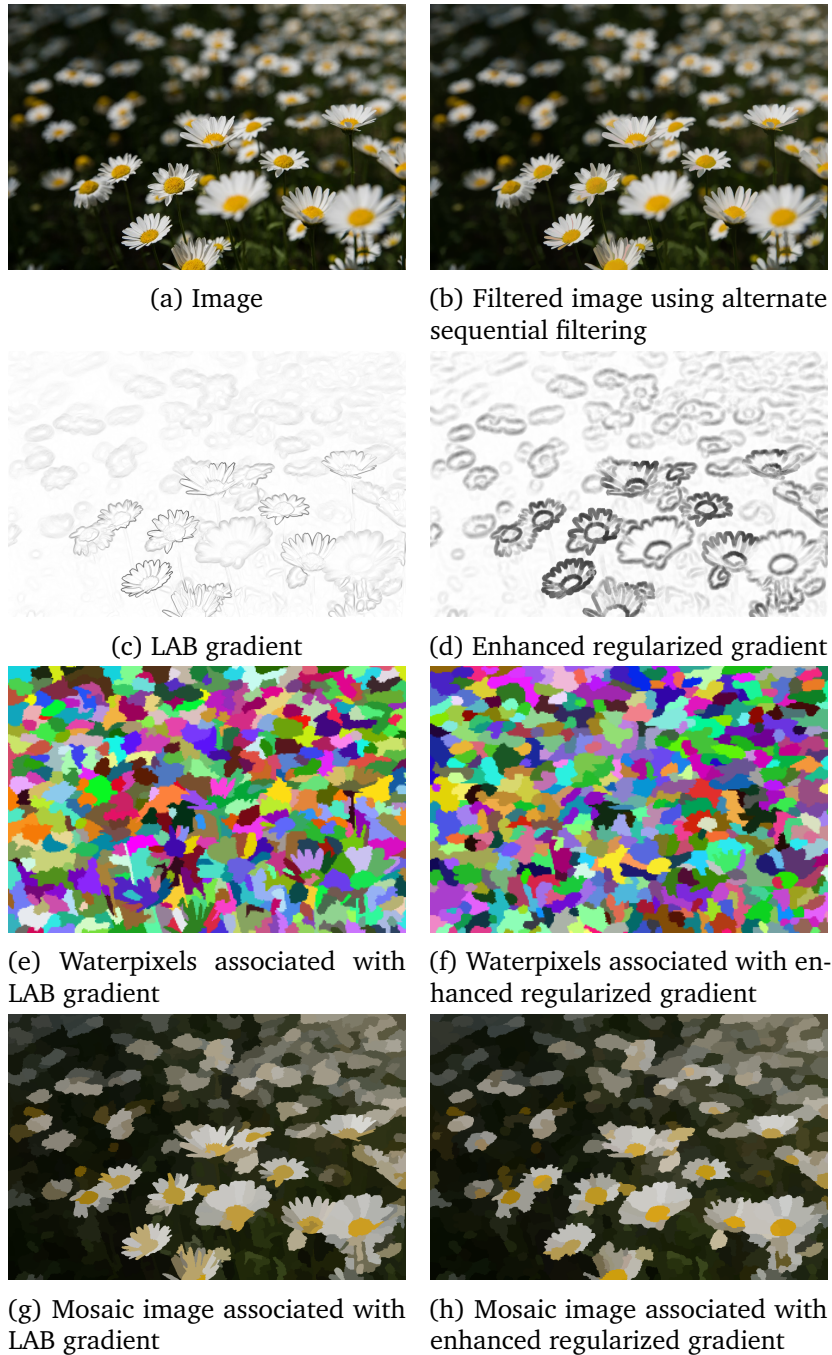 (a) Image
(b) Filtered image using alternate
sequential filtering
(c) LAB gradient
(d) Enhanced regularized gradient
(e) Waterpixels associated with
LAB gradient
(f) Waterpixels associated with en-
hanced regularized gradient
(g) Mosaic image associated with
LAB gradient
(h) Mosaic image associated with
enhanced regularized gradient